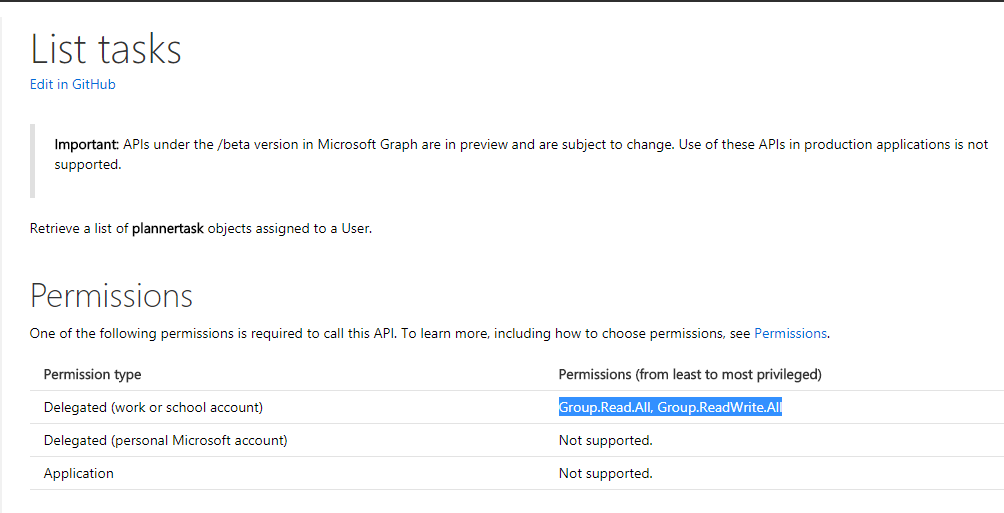 List tasks
Edit in GitHub
Important: APIs under the /beta version in Microsoft Graph are in preview and are subject to change. Use of these APIs in production applications is not
supported.
Retrieve a list of plannertask objects assigned to a User.
Permissions
One of the following permissions is required to call this API. To learn more, including how to choose permissions, see Permissions.
Permission type Permissions (from least to most privileged)
Delegated (work or school account) Group.Read.All, Group.ReadWrite.All
Delegated (personal Microsoft account) Not supported.
Application Not supported.